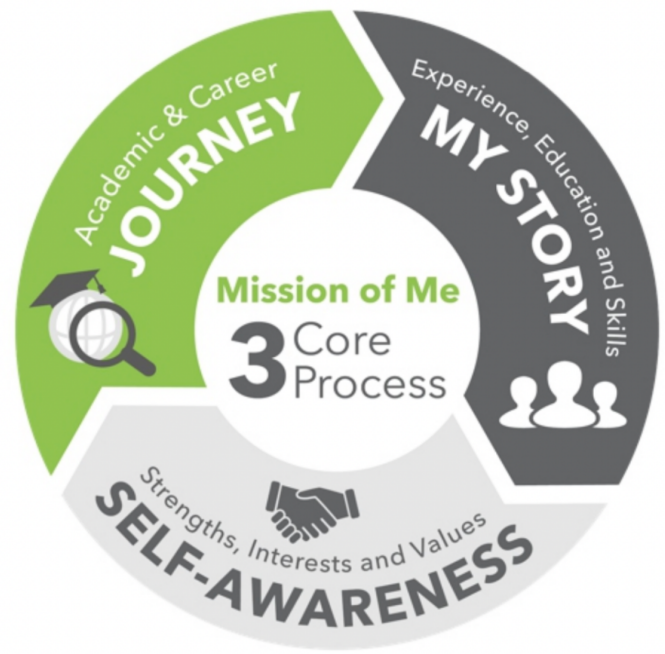 Academic & Career
JOURNEY
Experience, Education and Skills
MY STORY
Mission of Me
3 Core
Process
Strengths, Interests and Values
SELF-AWARENESS